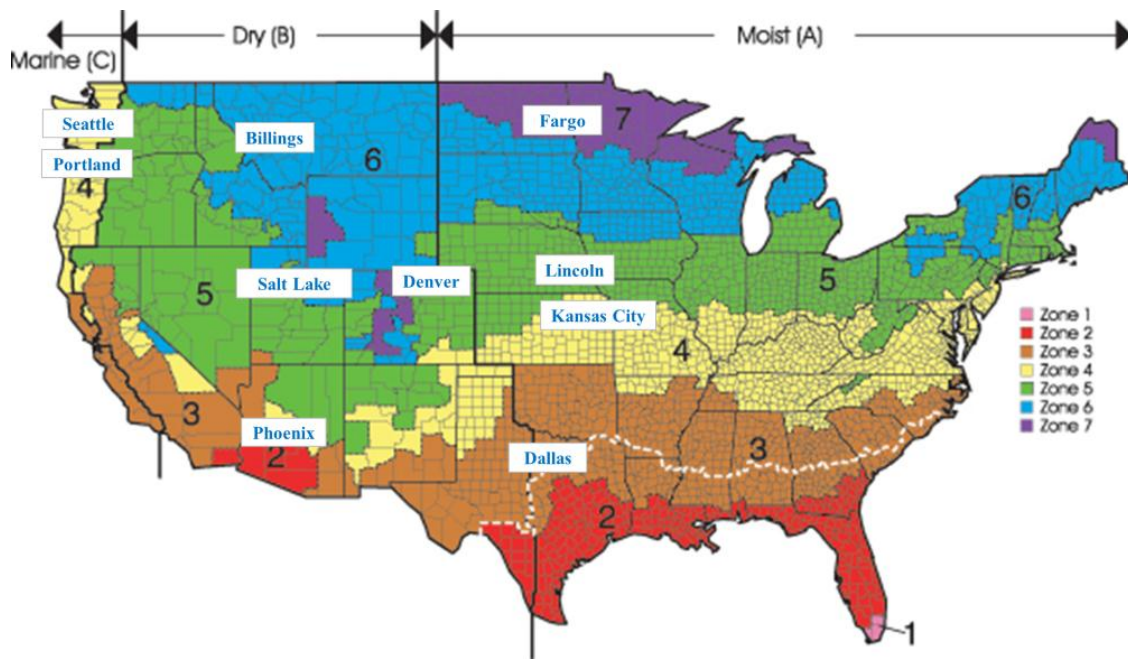 Dry (B)
Moist (A)
Marine (C)
Seattle
Billings
Fargo
7
6
Portland
4
6
Salt Lake
Denver
Lincoln
5
5
Kansas City
4
Zone 1
Zone 2
Zone 3
Zone 4
Zone 5
Zone 6
Zone 7
3
Phoenix
2
Dallas
3
2
1